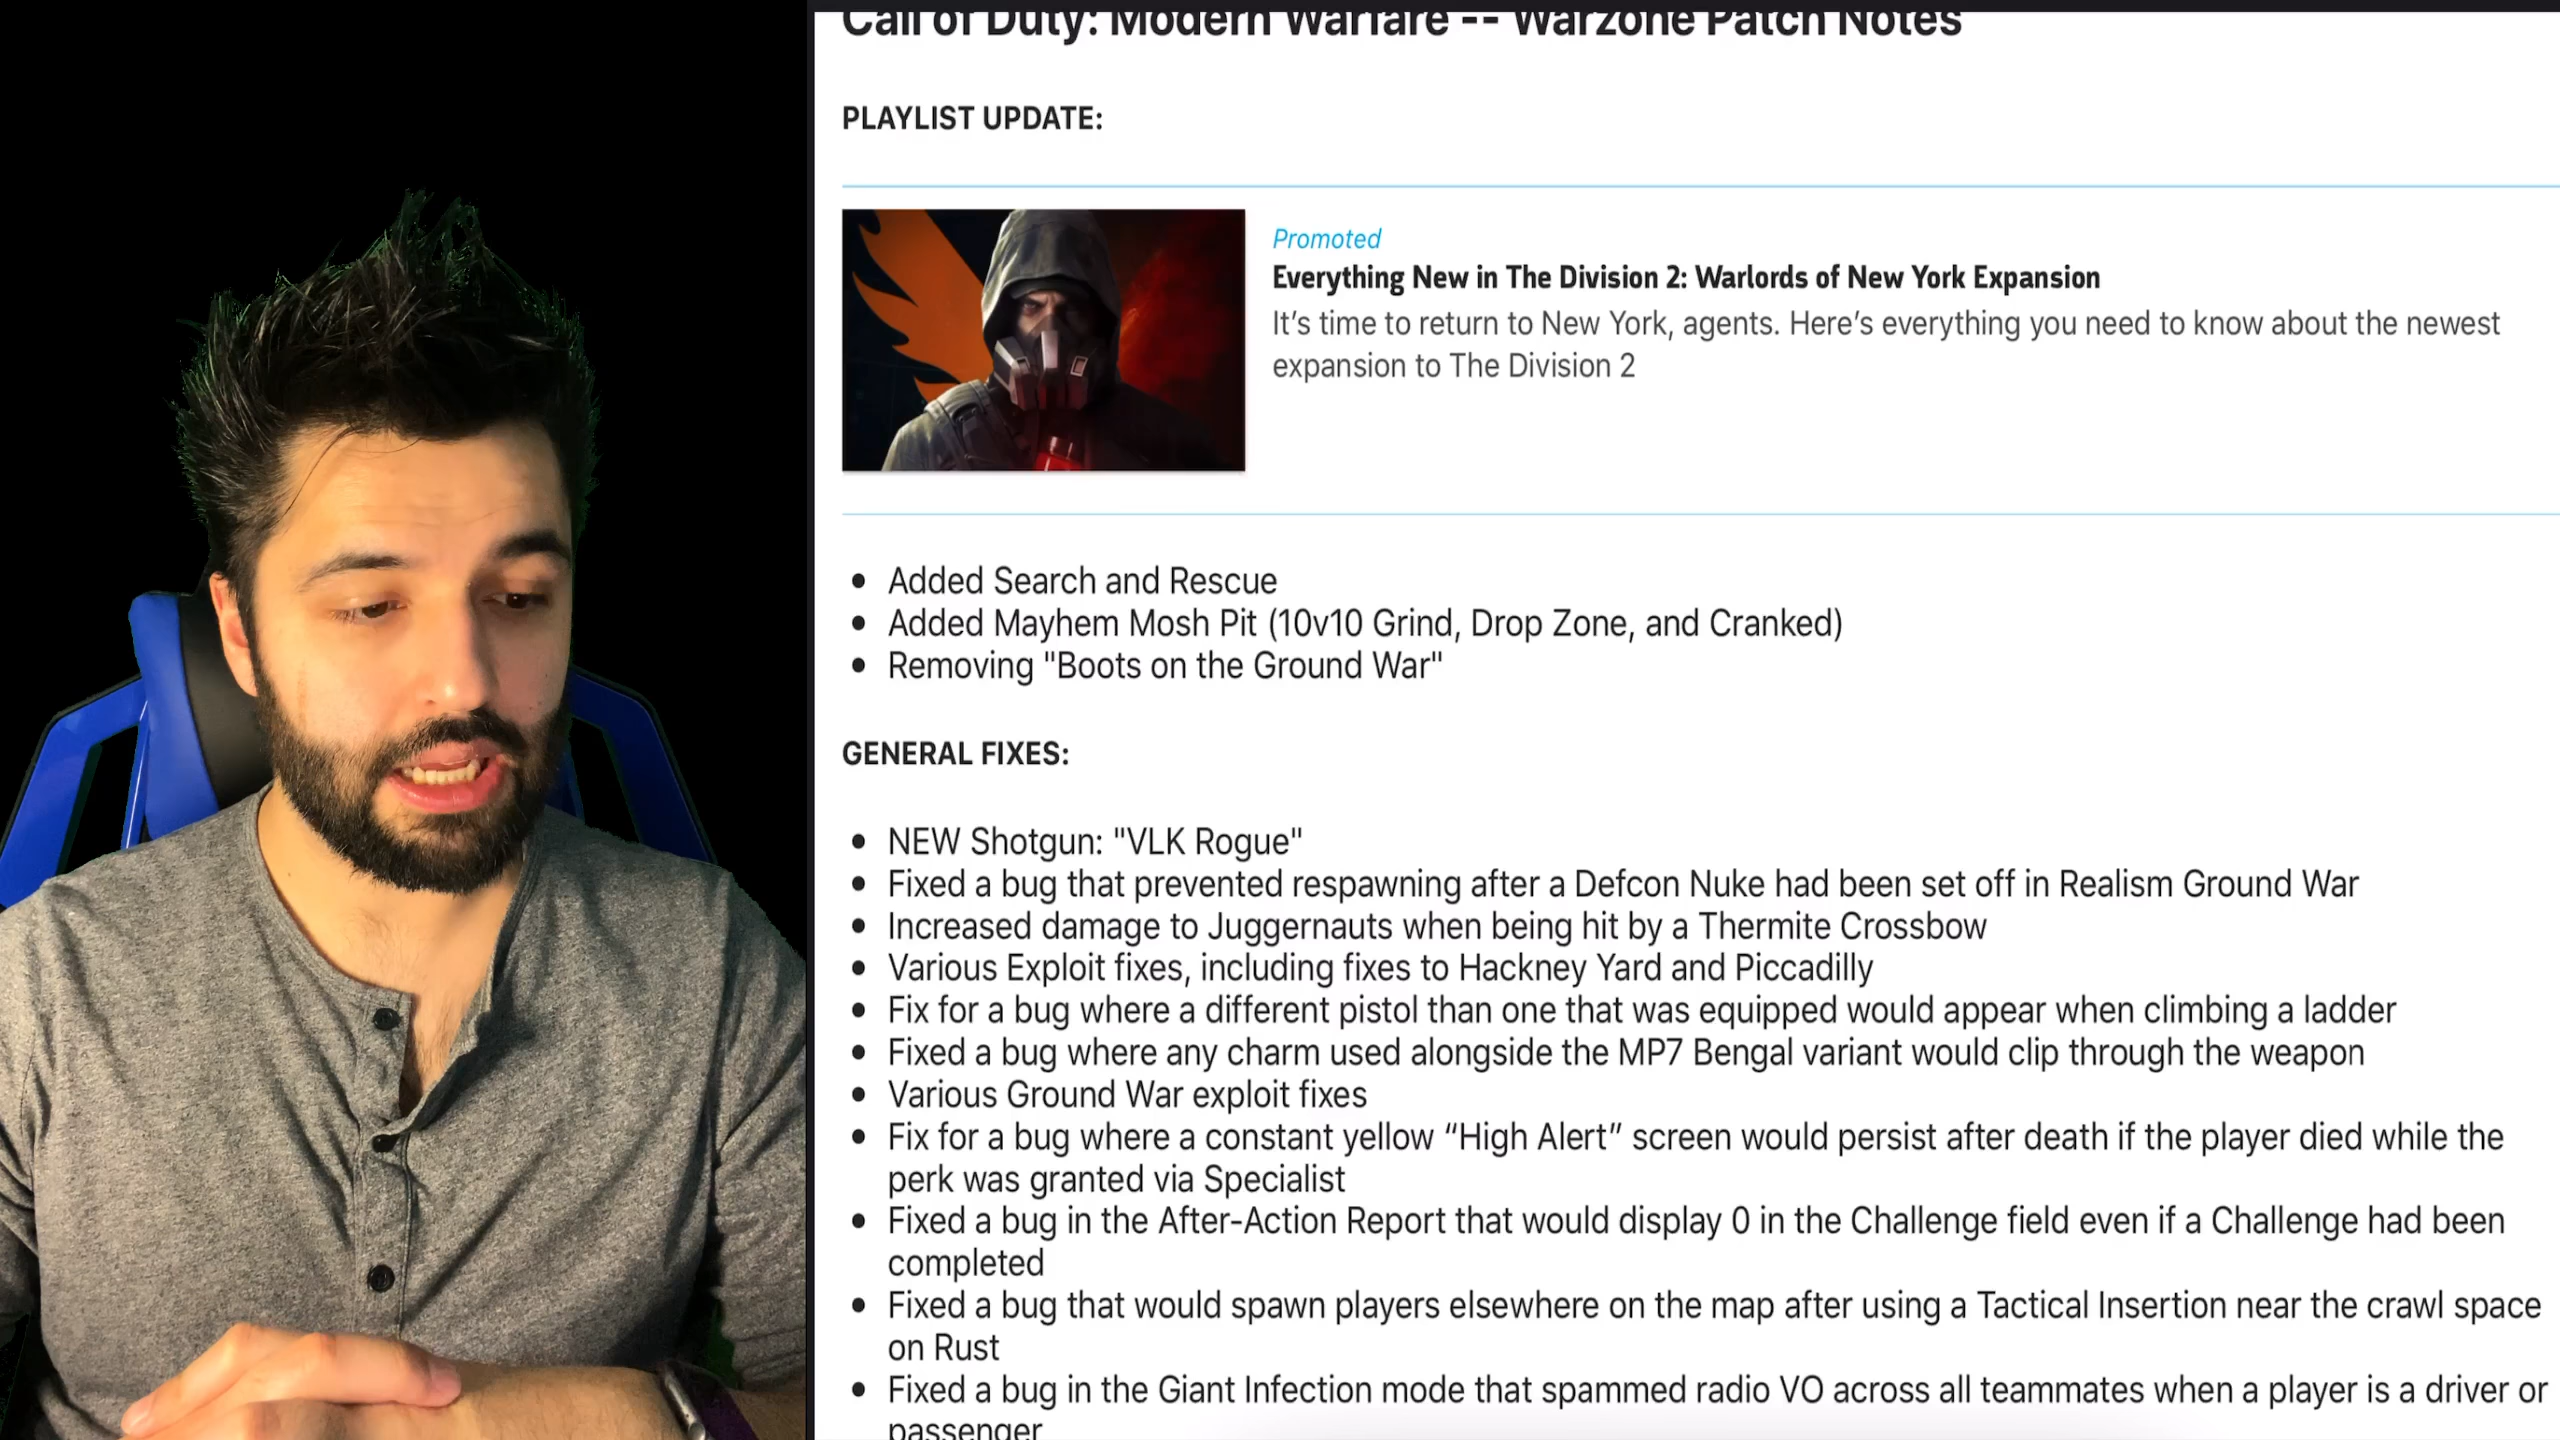 Call of Duty: Modern Warfare -- Warzone Patch Notes
PLAYLIST UPDATE:
Promoted
Everything New in The Division 2: Warlords of New York Expansion
It's time to return to New York, agents. Here's everything you need to know about the newest
expansion to The Division 2
• Added Search and Rescue
• Added Mayhem Mosh Pit (10v10 Grind, Drop Zone, and Cranked)
• Removing "Boots on the Ground War"
GENERAL FIXES:
• NEW Shotgun: "VLK Rogue"
• Fixed a bug that prevented respawning after a Defcon Nuke had been set off in Realism Ground War
• Increased damage to Juggernauts when being hit by a Thermite Crossbow
• Various Exploit fixes, including fixes to Hackney Yard and Piccadilly
• Fix for a bug where a different pistol than one that was equipped would appear when climbing a ladder
• Fixed a bug where any charm used alongside the MP7 Bengal variant would clip through the weapon
• Various Ground War exploit fixes
• Fix for a bug where a constant yellow “High Alert” screen would persist after death if the player died while the
perk was granted via Specialist
• Fixed a bug in the After-Action Report that would display 0 in the Challenge field even if a Challenge had been
completed
• Fixed a bug that would spawn players elsewhere on the map after using a Tactical Insertion near the crawl space
on Rust
• Fixed a bug in the Giant Infection mode that spammed radio VO across all teammates when a player is a driver or
passenger